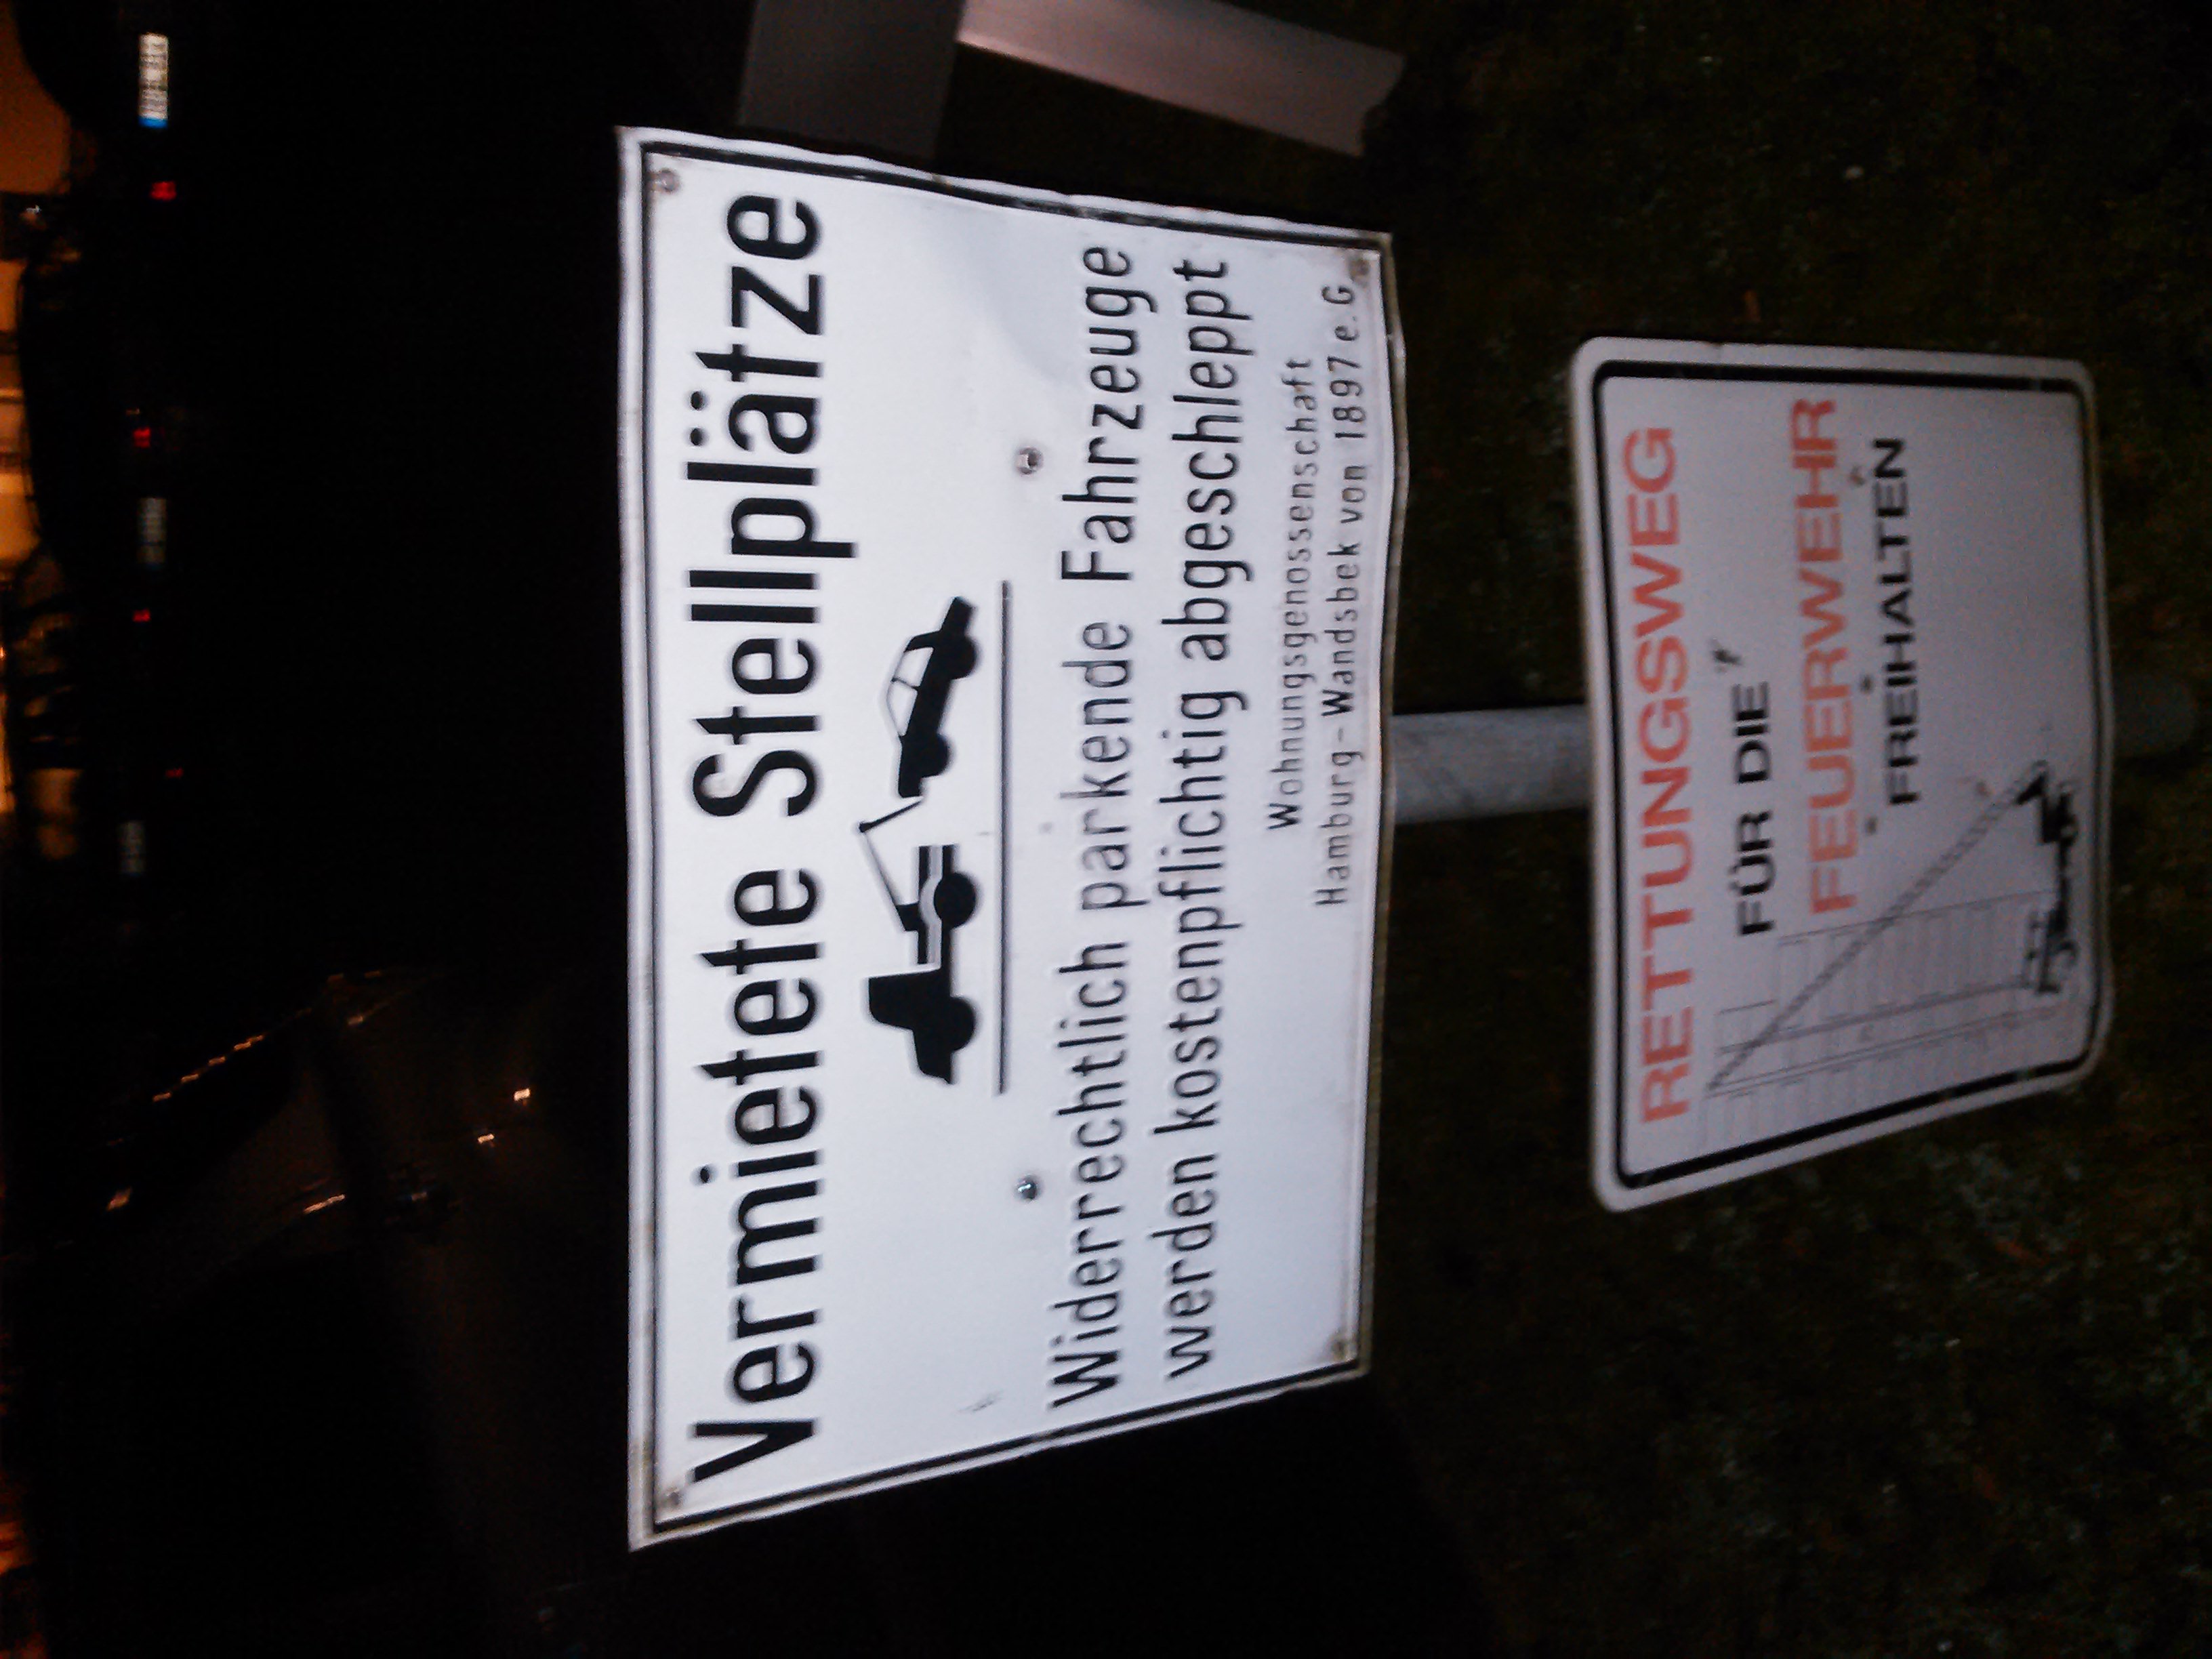 Vermietete Stellplätze
Widerrechtlich parkende Fahrzeuge
werden kostenpflichtig abgeschleppt
Wohnungsgenossenschaft
Hamburg-Wandsbek von 1897 e.G.
RETTUNGSWEG
FÜR DIE
FEUERWEHR
FREIHALTEN